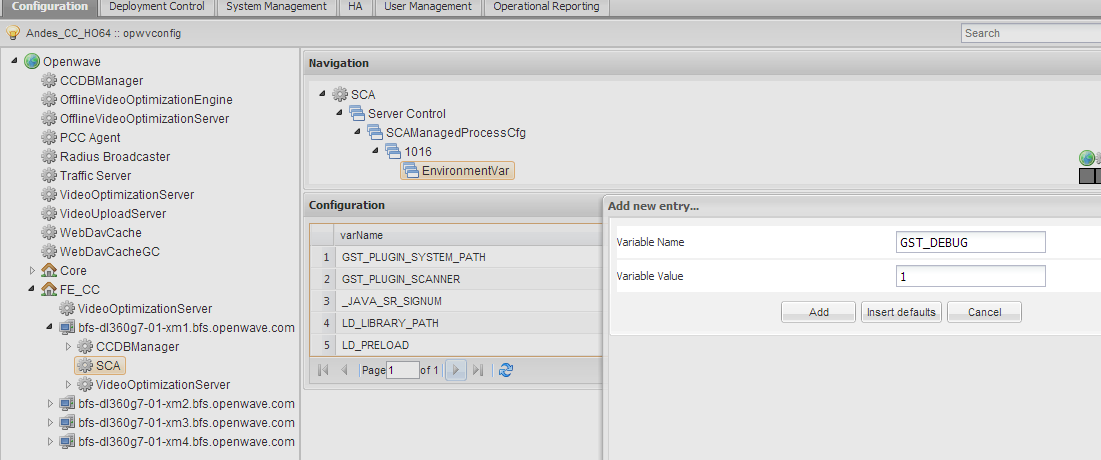 Configuration Deployment Control System Management HA User Management Operational Reporting
Andes_CC_HO64 :: opwvconfig
Search
Openwave
CCDBManager
OfflineVideoOptimizationEngine
OfflineVideoOptimizationServer
PCC Agent
Radius Broadcaster
Traffic Server
VideoOptimizationServer
VideoUploadServer
WebDavCache
WebDavCacheGC
Core
FE_CC
VideoOptimizationServer
bfs-dl360g7-01-xm1.bfs.openwave.com
CCDBManager
SCA
VideoOptimizationServer
bfs-dl360g7-01-xm2.bfs.openwave.com
bfs-dl360g7-01-xm3.bfs.openwave.com
bfs-dl360g7-01-xm4.bfs.openwave.com
Navigation
SCA
Server Control
SCAManagedProcessCfg
1016
EnvironmentVar
Configuration
varName
1 GST_PLUGIN_SYSTEM_PATH
2 GST_PLUGIN_SCANNER
3 _JAVA_SR_SIGNUM
4 LD_LIBRARY_PATH
5 LD_PRELOAD
Page 1 of 1
Add new entry...
Variable Name GST_DEBUG
Variable Value 1
Add Insert defaults Cancel